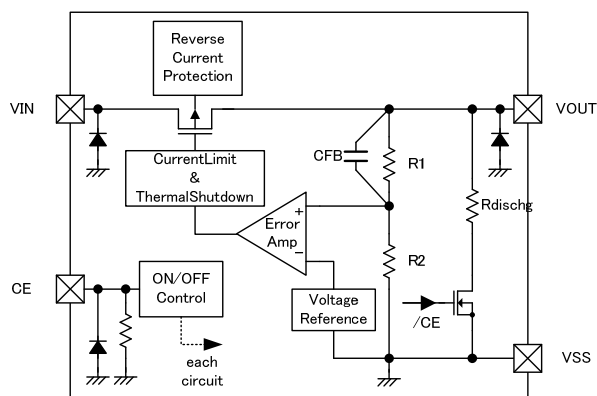 Reverse
Current
Protection
VIN
VOUT
CFB
R1
CurrentLimit
&
ThermalShutdown
Rdischg
+
Error
Amp
−
R2
CE
ON/OFF
Control
Voltage
Reference
/CE
each
circuit
VSS